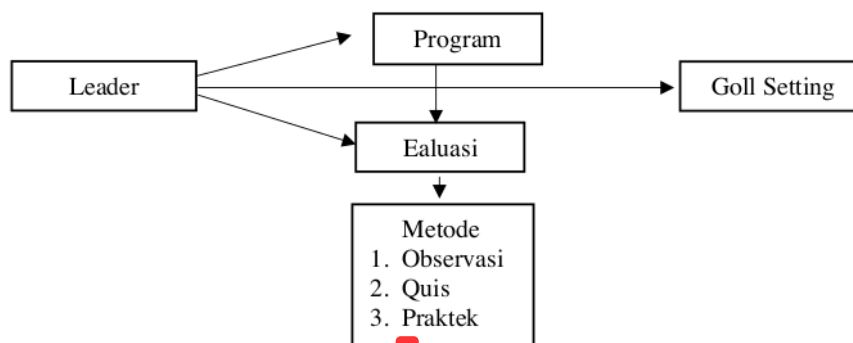 Program
Leader
Goll Setting
Ealuasi
Metode
1. Observasi
2. Quis
3. Praktek